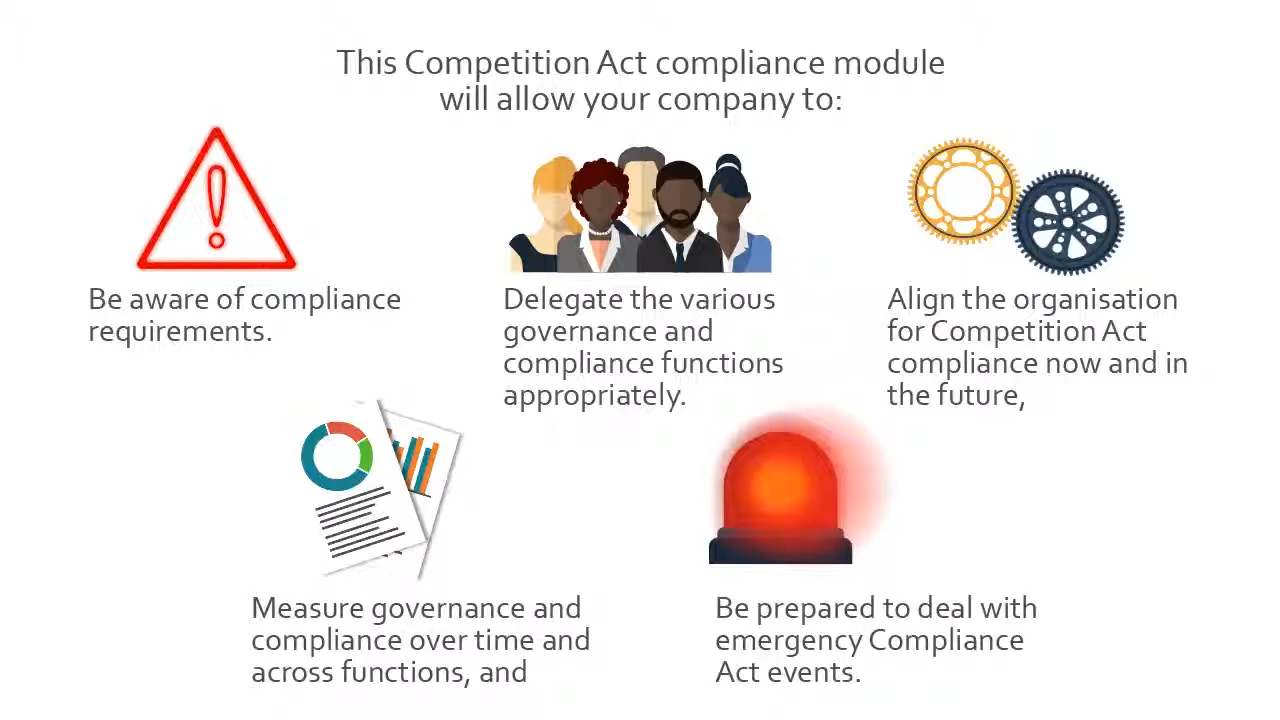 This Competition Act compliance module
will allow your company to:
Be aware of compliance
requirements.
Delegate the various
governance and
compliance functions
appropriately.
Align the organisation
for Competition Act
compliance now and in
the future,
Measure governance and
compliance over time and
across functions, and
Be prepared to deal with
emergency Compliance
Act events.